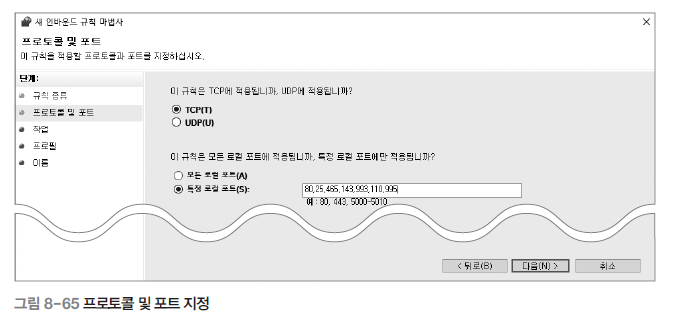 새 인바운드 규칙 마법사
프로토콜 및 포트
이 규칙을 적용할 프로토콜과 포트를 지정하십시오.
단계:
규칙 종류
프로토콜 및 포트
작업
프로필
이름
이 규칙은 TCP에 적용됩니까, UDP에 적용됩니까?
TCP(T)
UDP(U)
이 규칙은 모든 로컬 포트에 적용됩니까, 특정 로컬 포트에만 적용됩니까?
모든 로컬 포트(A)
특정 로컬 포트(S):
80,25,465,143,993,110,995
예 : 80, 443, 5000-5010
< 뒤로(B)
다음(N) >
취소
그림 8-65 프로토콜 및 포트 지정